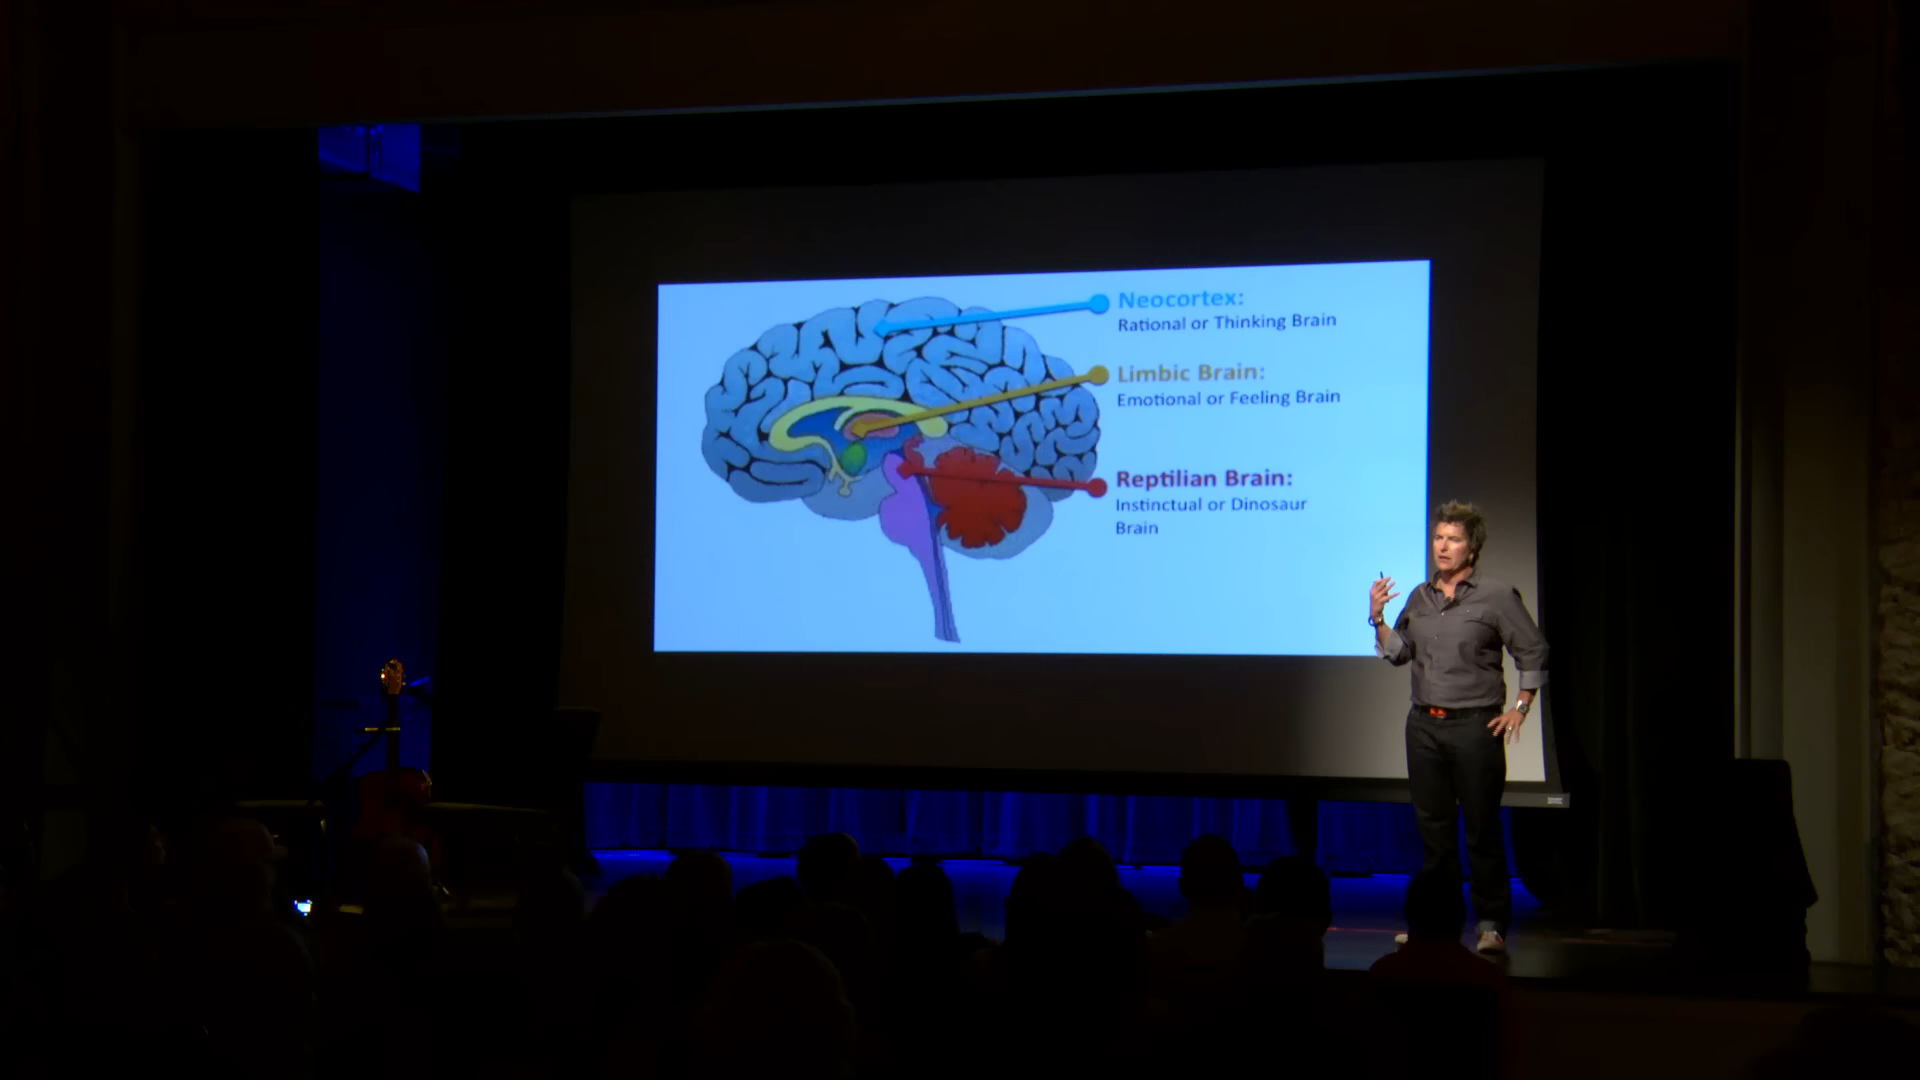 Neocortex:
Rational or Thinking Brain
Limbic Brain:
Emotional or Feeling Brain
Reptilian Brain:
Instinctual or Dinosaur
Brain